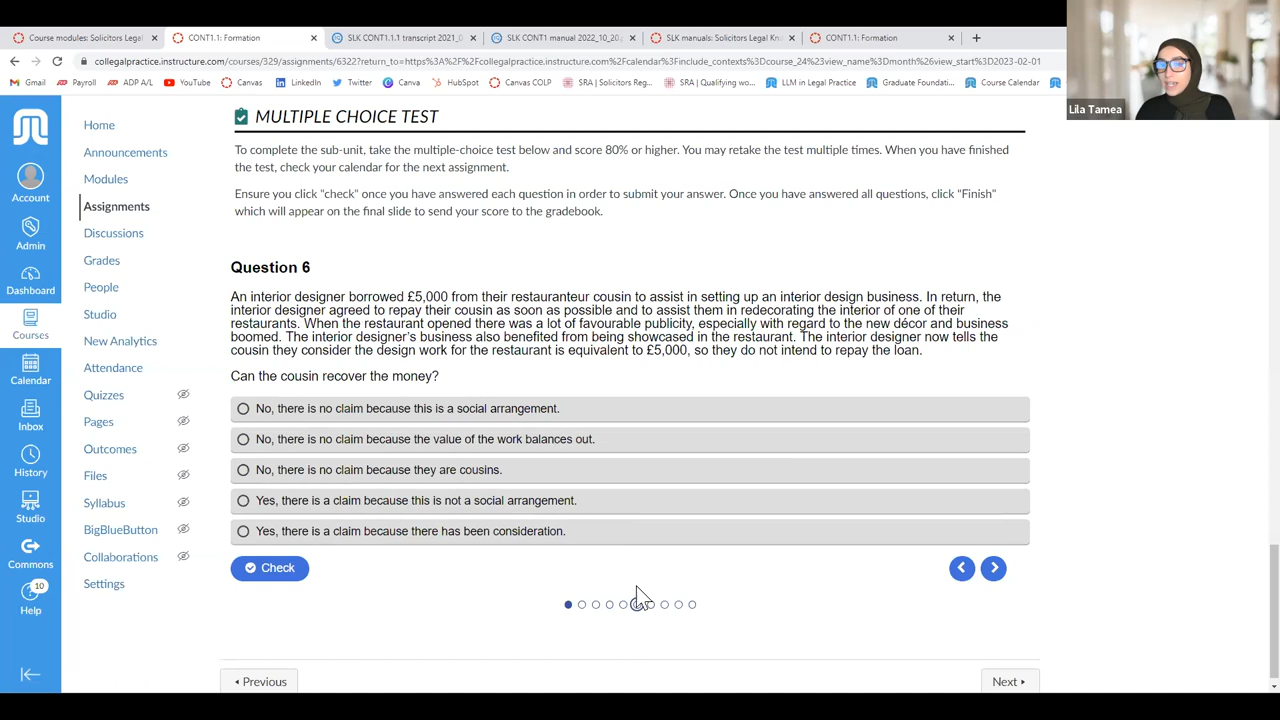 Course modules: Solicitors Legal
CONT1.1: Formation
SLK CONT1.1.1 transcript 2021_0
SLK CONT1 manual 2022_10_20
SLK manuals: Solicitors Legal Kn
CONT1.1: Formation
collegalpractice.instructure.com/courses/329/assignments/6322?return_to=https%3A%2F%2Fcollegalpractice.instructure.com%2Fcalendar%3Finclude_contexts%3Dcourse_24%23view_name%3Dmonth%26view_start%3D2023-02-01
Gmail
Payroll
ADP A/L
YouTube
Canva
LinkedIn
Twitter
Canva
HubSpot
Canvas COLP
SRA | Solicitors Reg...
SRA | Qualifying wo...
LLM in Legal Practice
Graduate Foundati...
Course Calendar
Lila Tamea
Account
Admin
Dashboard
Courses
Calendar
Inbox
History
Studio
Commons
10
Help
Home
Announcements
Modules
Assignments
Discussions
Grades
People
Studio
New Analytics
Attendance
Quizzes
Pages
Outcomes
Files
Syllabus
BigBlueButton
Collaborations
Settings
MULTIPLE CHOICE TEST
To complete the sub-unit, take the multiple-choice test below and score 80% or higher. You may retake the test multiple times. When you have finished
the test, check your calendar for the next assignment.
Ensure you click "check" once you have answered each question in order to submit your answer. Once you have answered all questions, click "Finish"
which will appear on the final slide to send your score to the gradebook.
Question 6
An interior designer borrowed £5,000 from their restauranteur cousin to assist in setting up an interior design business. In return, the
interior designer agreed to repay their cousin as soon as possible and to assist them in redecorating the interior of one of their
restaurants. When the restaurant opened there was a lot of favourable publicity, especially with regard to the new décor and business
boomed. The interior designer's business also benefited from being showcased in the restaurant. The interior designer now tells the
cousin they consider the design work for the restaurant is equivalent to £5,000, so they do not intend to repay the loan.
Can the cousin recover the money?
No, there is no claim because this is a social arrangement.
No, there is no claim because the value of the work balances out.
No, there is no claim because they are cousins.
Yes, there is a claim because this is not a social arrangement.
Yes, there is a claim because there has been consideration.
Check
Previous
Next